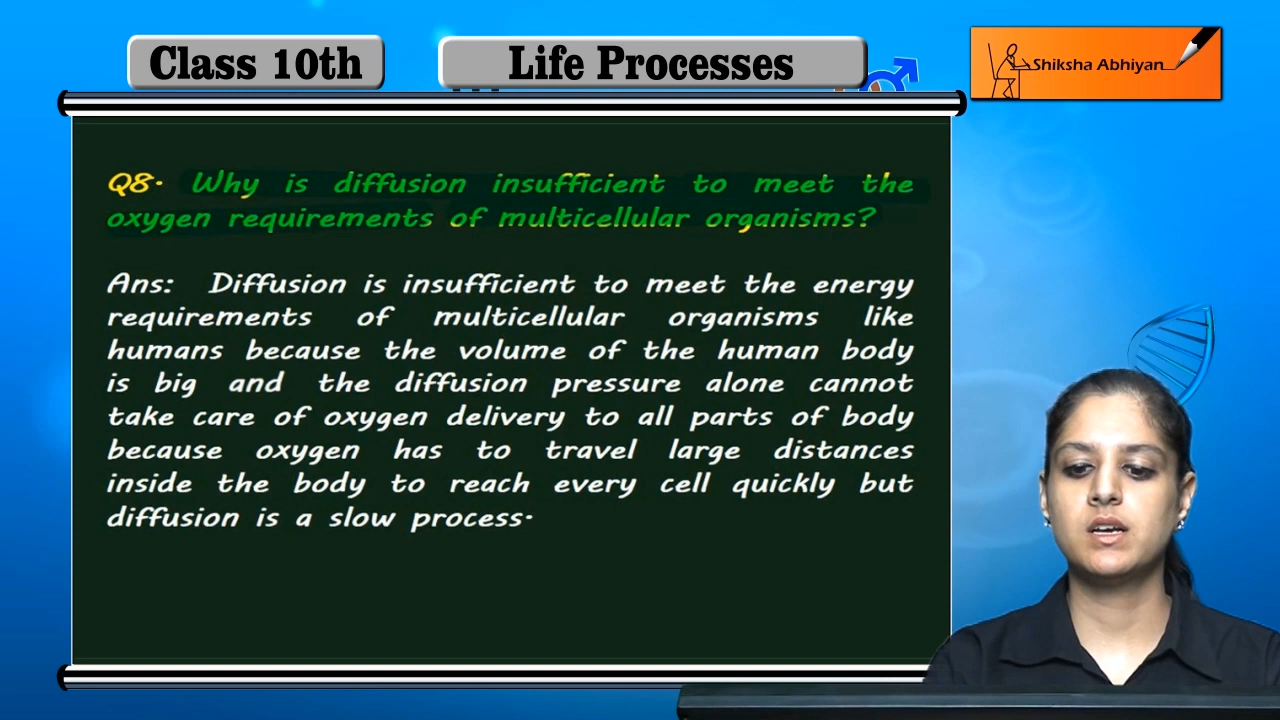 Class 10th
Life Processes
Shiksha Abhiyan
Q8. Why is diffusion insufficient to meet the
oxygen requirements of multicellular organisms?
Ans: Diffusion is insufficient to meet the energy
requirements of multicellular organisms like
humans because the volume of the human body
is big and the diffusion pressure alone cannot
take care of oxygen delivery to all parts of body
because oxygen has to travel large distances
inside the body to reach every cell quickly but
diffusion is a slow process.